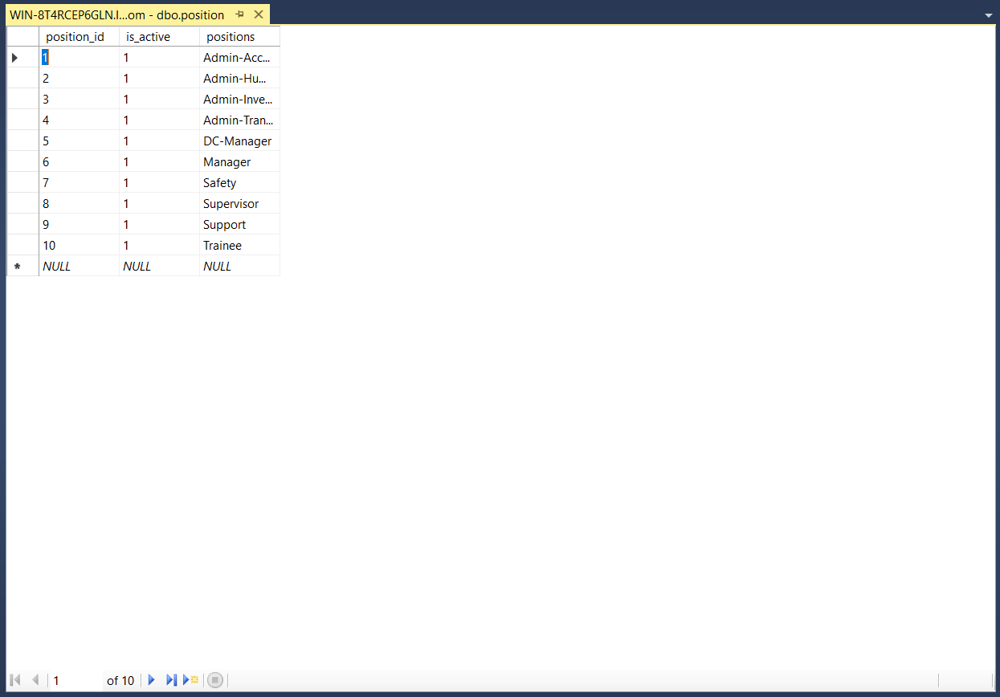 WIN-8T4RCEP6GLN.I...om - dbo.position
position_id is_active positions
1 1 Admin-Acc...
2 1 Admin-Hu...
3 1 Admin-Inve...
4 1 Admin-Tran...
5 1 DC-Manager
6 1 Manager
7 1 Safety
8 1 Supervisor
9 1 Support
10 1 Trainee
NULL NULL NULL
1 of 10